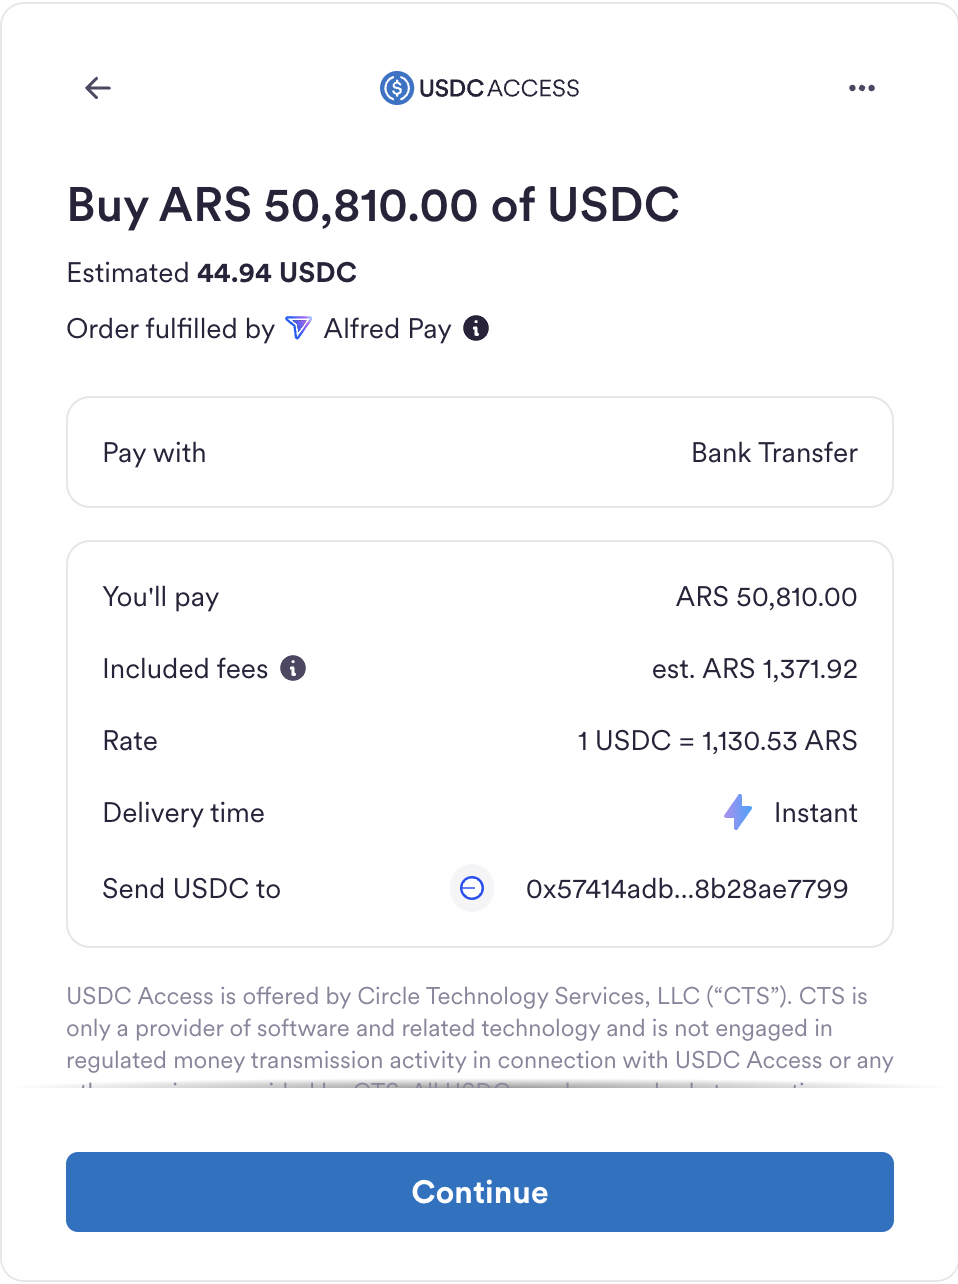 USDC ACCESS
Buy ARS 50,810.00 of USDC
Estimated 44.94 USDC
Order fulfilled by Alfred Pay
Pay with Bank Transfer
You'll pay ARS 50,810.00
Included fees est. ARS 1,371.92
Rate 1 USDC = 1,130.53 ARS
Delivery time Instant
Send USDC to 0x57414adb...8b28ae7799
USDC Access is offered by Circle Technology Services, LLC (“CTS”). CTS is
only a provider of software and related technology and is not engaged in
regulated money transmission activity in connection with USDC Access or any
Continue